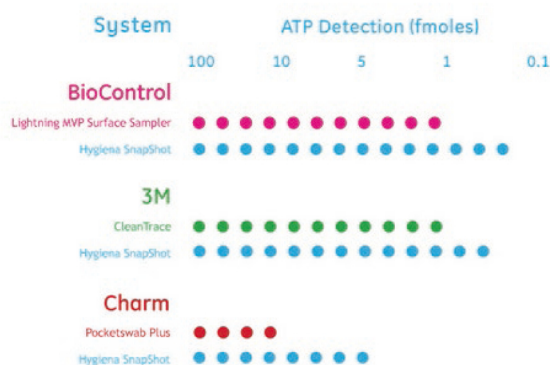 System ATP Detection (fmoles)
100 10 5 1 0.1
BioControl
Lightning MVP Surface Sampler
Hygiena SnapShot
3M
CleanTrace
Hygiena SnapShot
Charm
Pocketswab Plus
Hygiena SnapShot